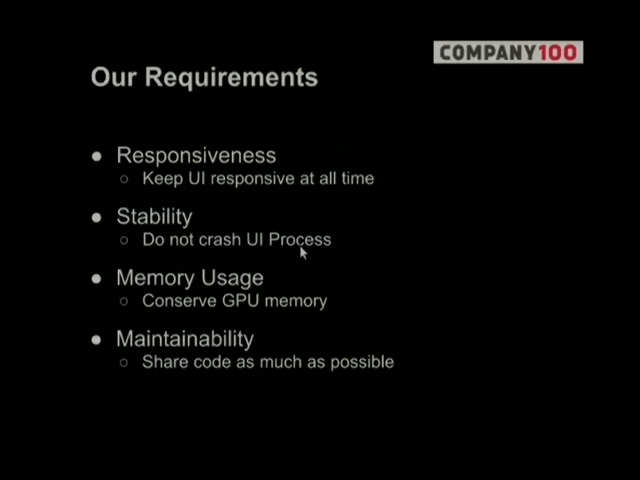 COMPANY100
Our Requirements
● Responsiveness
○ Keep UI responsive at all time
● Stability
○ Do not crash UI Process
● Memory Usage
○ Conserve GPU memory
● Maintainability
○ Share code as much as possible